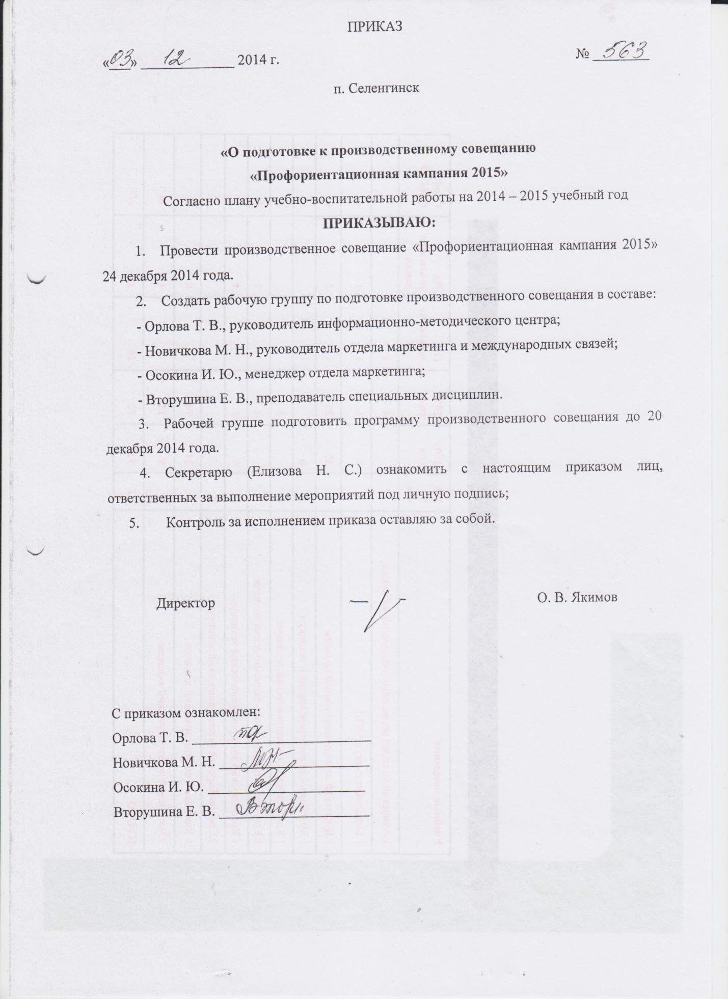 ПРИКАЗ
«03» 12 2014 г. № 563
п. Селенгинск
«О подготовке к производственному совещанию
«Профориентационная кампания 2015»
Согласно плану учебно-воспитательной работы на 2014 – 2015 учебный год
ПРИКАЗЫВАЮ:
1. Провести производственное совещание «Профориентационная кампания 2015»
24 декабря 2014 года.
2. Создать рабочую группу по подготовке производственного совещания в составе:
- Орлова Т. В., руководитель информационно-методического центра;
- Новичкова М. Н., руководитель отдела маркетинга и международных связей;
- Осокина И. Ю., менеджер отдела маркетинга;
- Вторушина Е. В., преподаватель специальных дисциплин.
3. Рабочей группе подготовить программу производственного совещания до 20
декабря 2014 года.
4. Секретарю (Елизова Н. С.) ознакомить с настоящим приказом лиц,
ответственных за выполнение мероприятий под личную подпись;
5. Контроль за исполнением приказа оставляю за собой.
Директор О. В. Якимов
С приказом ознакомлен:
Орлова Т. В.
Новичкова М. Н.
Осокина И. Ю.
Вторушина Е. В.